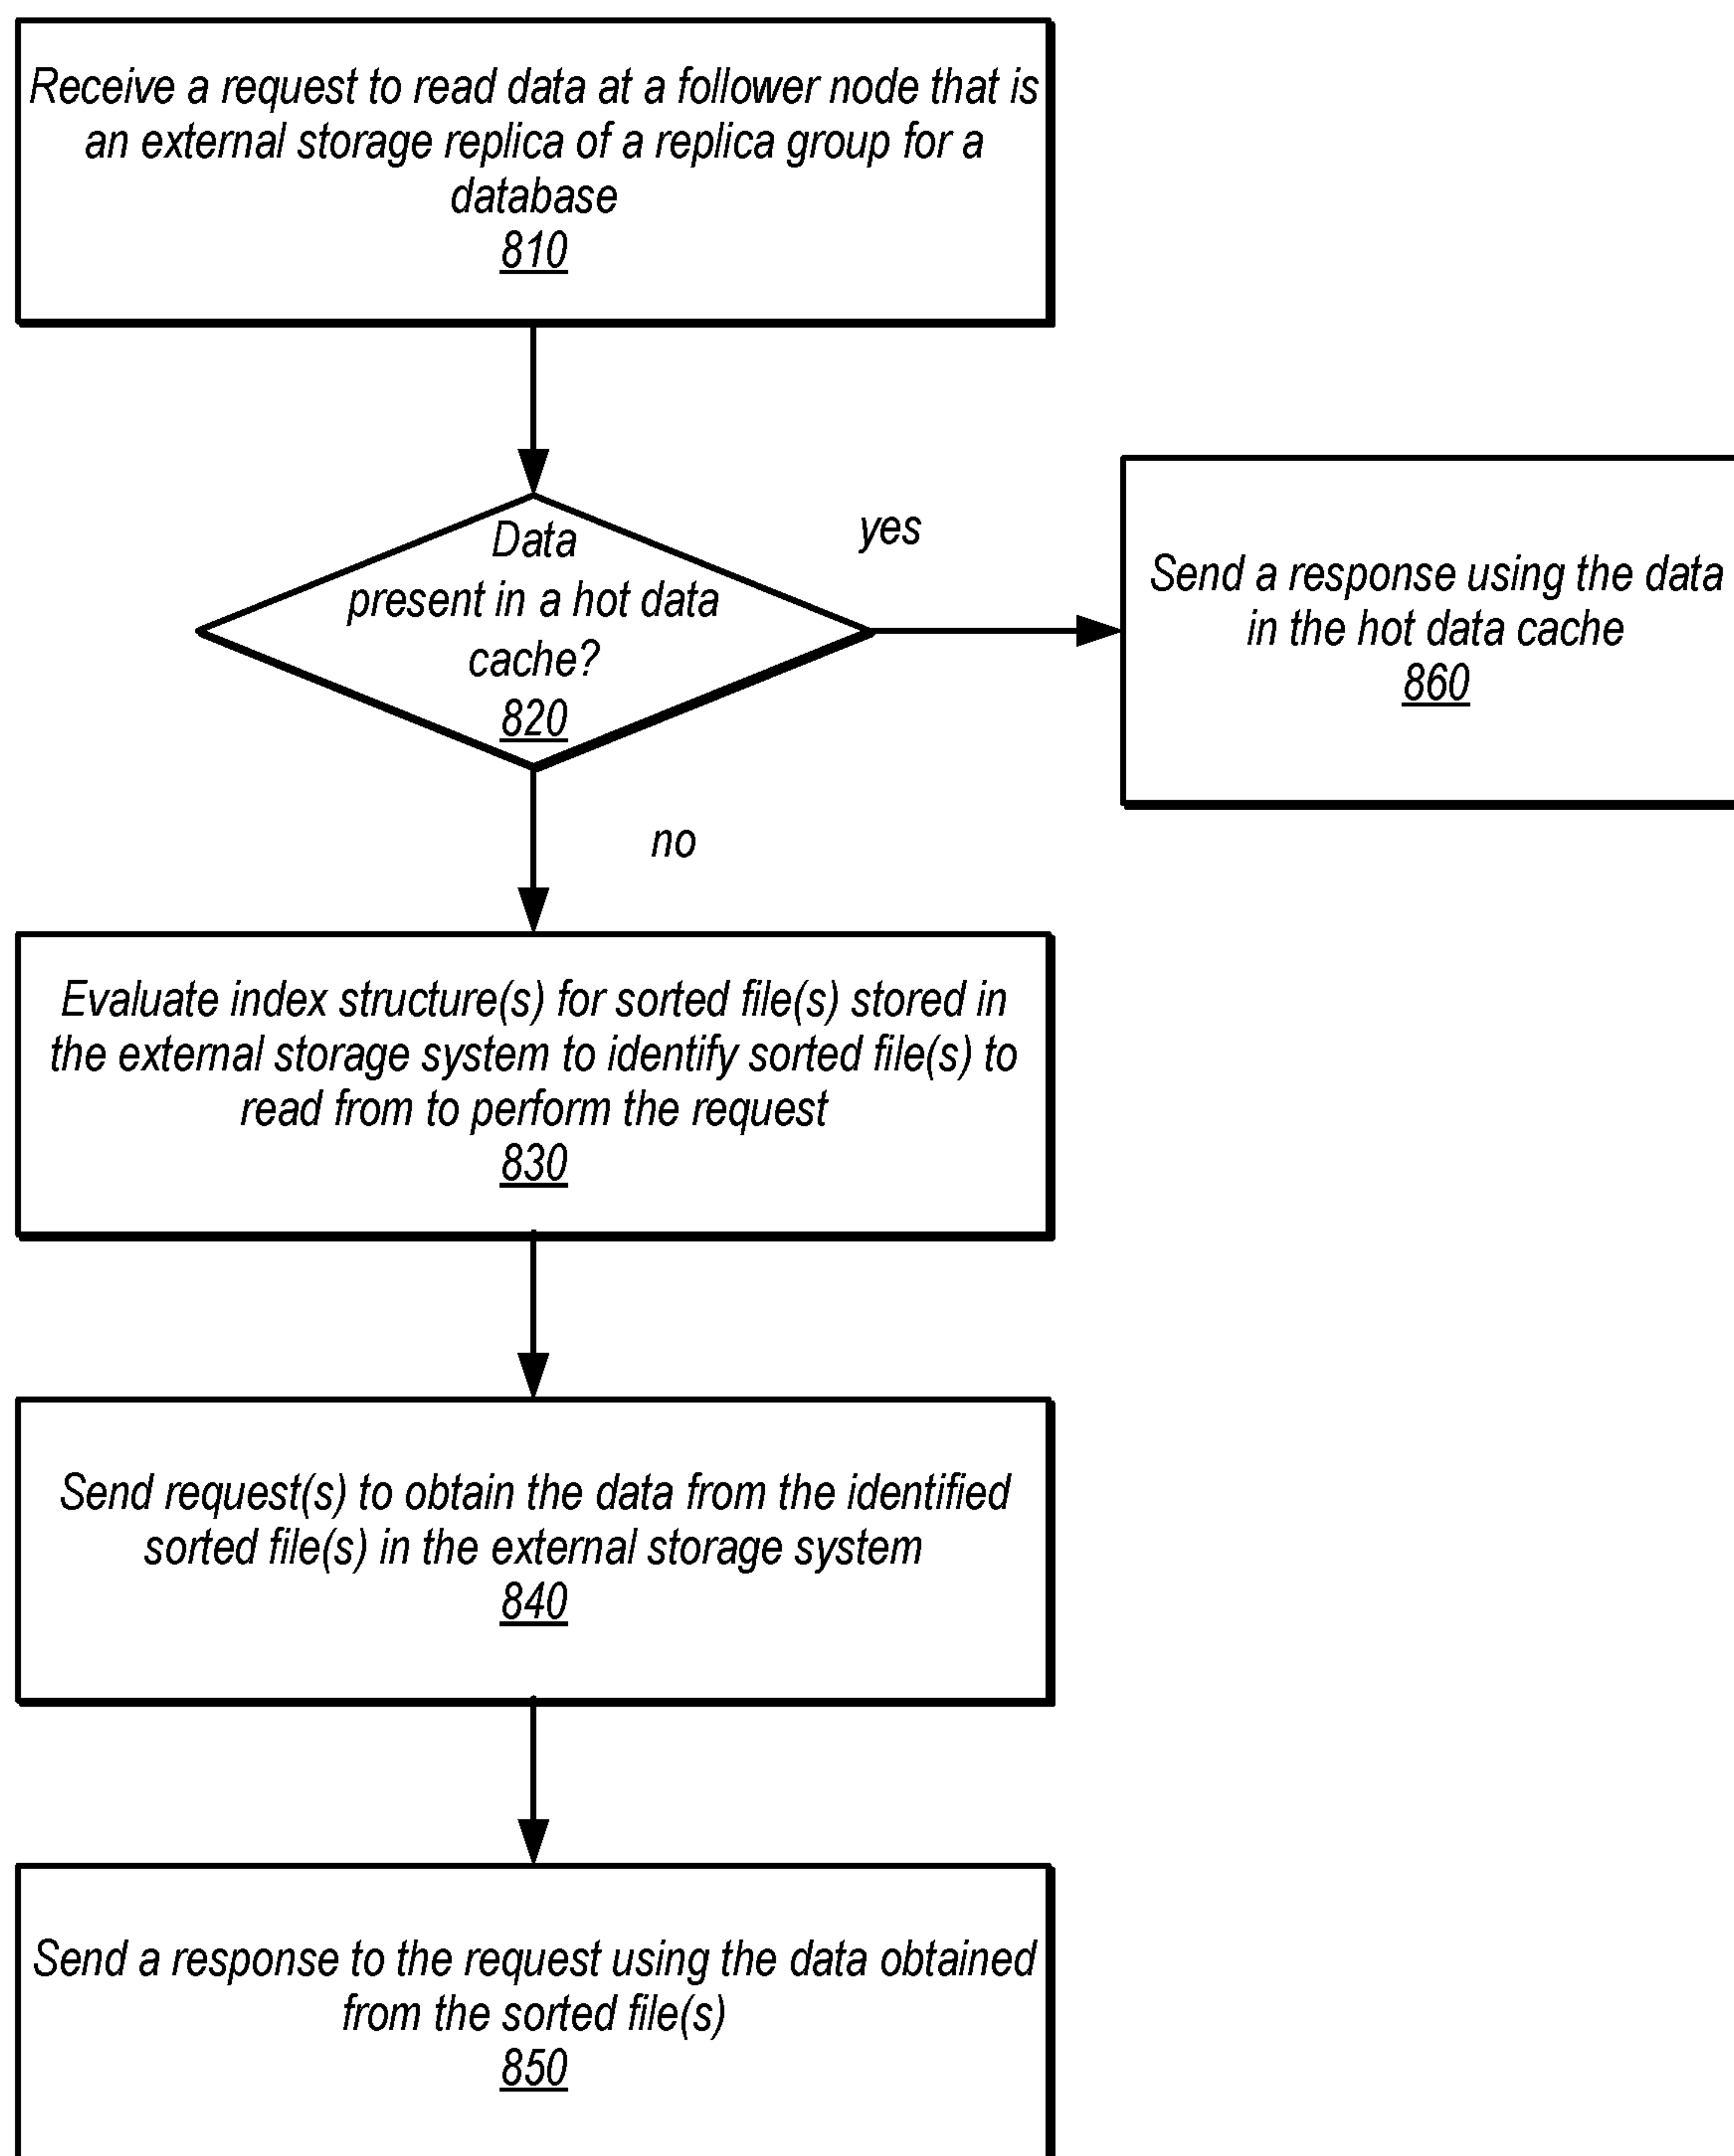 Receive a request to read data at a follower node that is
an external storage replica of a replica group for a
database
810
Data
present in a hot data
cache?
820
yes
Send a response using the data
in the hot data cache
860
no
Evaluate index structure(s) for sorted file(s) stored in
the external storage system to identify sorted file(s) to
read from to perform the request
830
Send request(s) to obtain the data from the identified
sorted file(s) in the external storage system
840
Send a response to the request using the data obtained
from the sorted file(s)
850